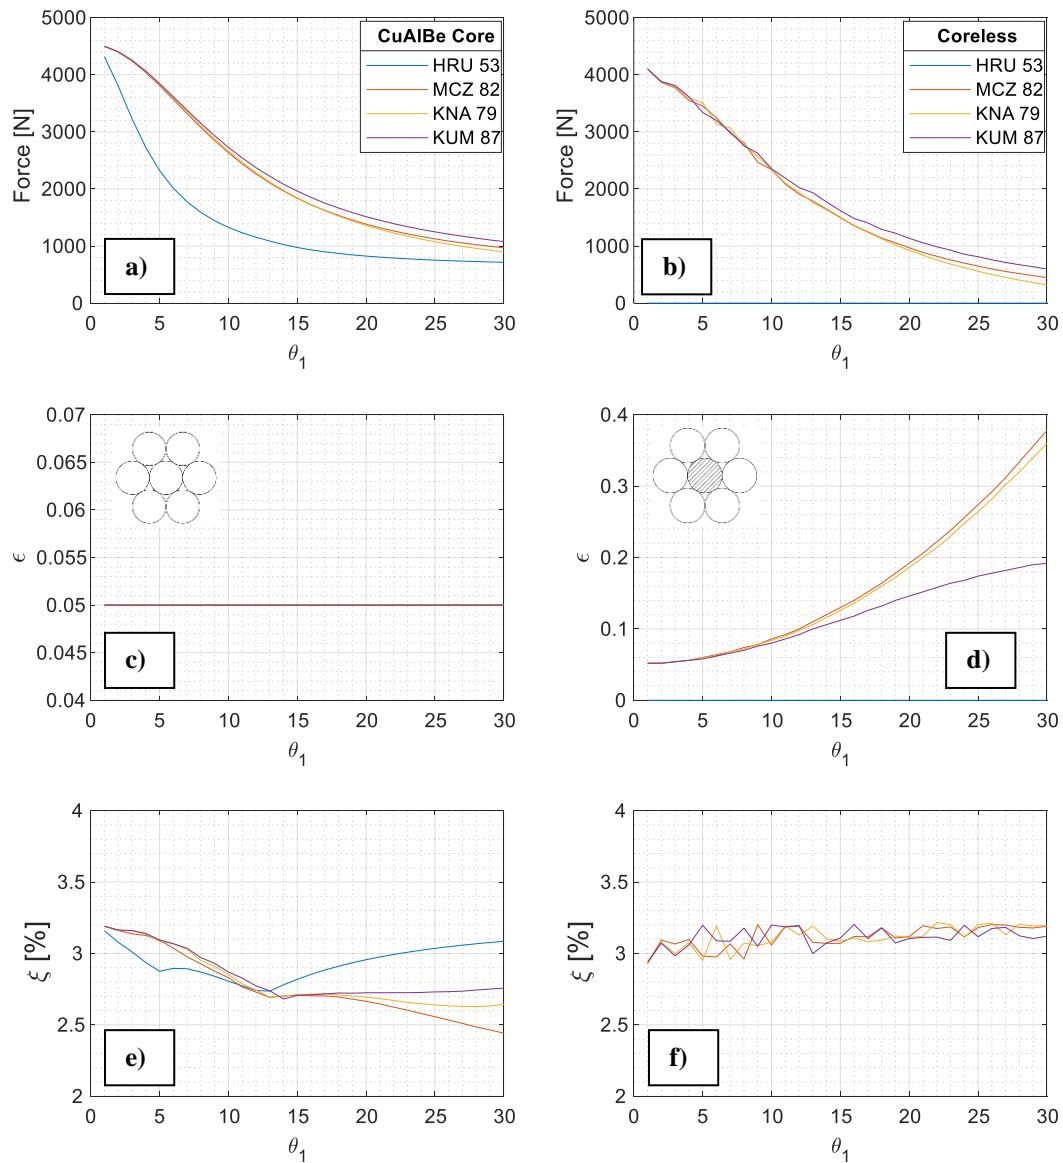 5000
4000
3000
2000
1000
0
Force [N]
0 5 10 15 20 25 30
θ1
CuAlBe Core
HRU 53
MCZ 82
KNA 79
KUM 87
a)
5000
4000
3000
2000
1000
0
Force [N]
0 5 10 15 20 25 30
θ1
Coreless
HRU 53
MCZ 82
KNA 79
KUM 87
b)
0.07
0.065
0.06
0.055
0.05
0.045
0.04
ϵ
0 5 10 15 20 25 30
θ1
c)
0.4
0.3
0.2
0.1
0
ϵ
0 5 10 15 20 25 30
θ1
d)
4
3.5
3
2.5
2
ξ [%]
0 5 10 15 20 25 30
θ1
e)
4
3.5
3
2.5
2
ξ [%]
0 5 10 15 20 25 30
θ1
f)